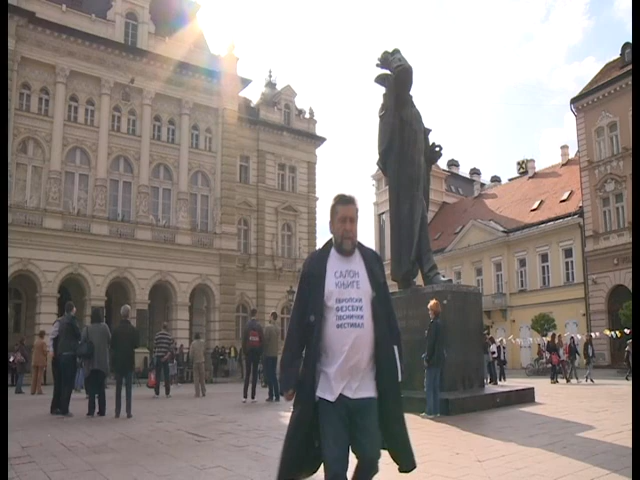 САЛОН
КЊИГЕ
ЕВРОПСКИ
ФЕЈСБУК
ПЕСНИЧКИ
ФЕСТИВАЛ